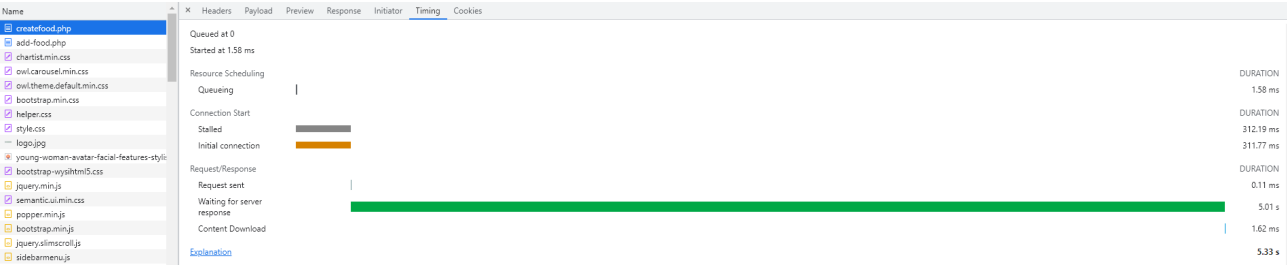 Name
createfood.php
add-food.php
chartist.min.css
owl.carousel.min.css
owl.theme.default.min.css
bootstrap.min.css
helper.css
style.css
logo.jpg
young-woman-avatar-facial-features-stylis
bootstrap-wysihtml5.css
jquery.min.js
semantic.ui.min.css
popper.min.js
bootstrap.min.js
jquery.slimscroll.js
sidebarmenu.js
× Headers Payload Preview Response Initiator Timing Cookies
Queued at 0
Started at 1.58 ms
Resource Scheduling DURATION
Queueing 1.58 ms
Connection Start DURATION
Stalled 312.19 ms
Initial connection 311.77 ms
Request/Response DURATION
Request sent 0.11 ms
Waiting for server
response 5.01 s
Content Download 1.62 ms
Explanation 5.33 s